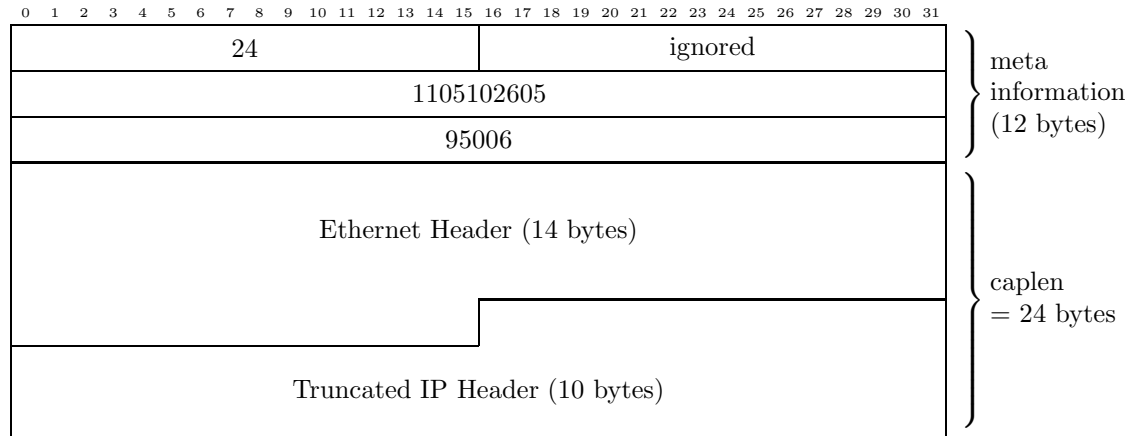 0 1 2 3 4 5 6 7 8 9 10 11 12 13 14 15 16 17 18 19 20 21 22 23 24 25 26 27 28 29 30 31
24 ignored
1105102605
95006
meta
information
(12 bytes)
Ethernet Header (14 bytes)
caplen
= 24 bytes
Truncated IP Header (10 bytes)